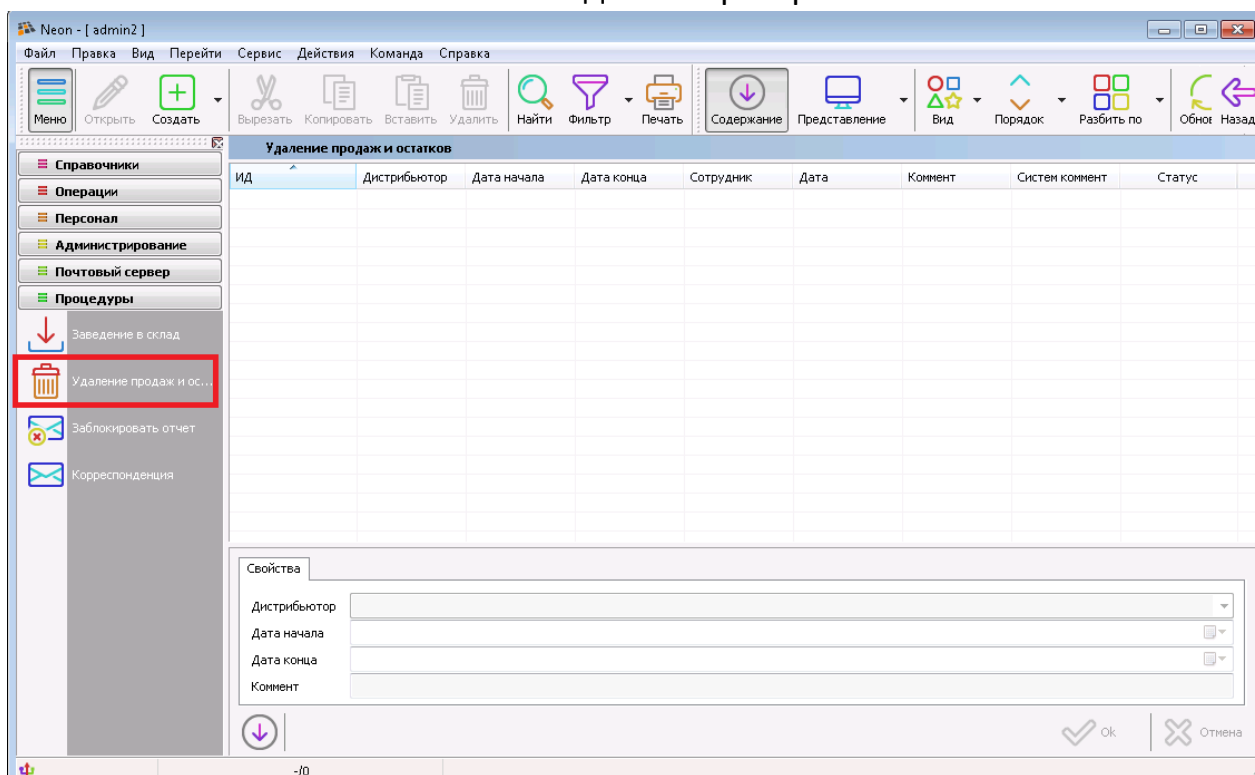 Neon - [ admin2 ]
Файл Правка Вид Перейти Сервис Действия Команда Справка
Меню Открыть Создать Вырезать Копировать Вставить Удалить Найти Фильтр Печать Содержание Представление Вид Порядок Разбить по Обнов Назад
Удаление продаж и остатков
Справочники
Операции
Персонал
Администрирование
Почтовый сервер
Процедуры
Заведение в склад
Удаление продаж и ос...
Заблокировать отчет
Корреспонденция
ИД Дистрибьютор Дата начала Дата конца Сотрудник Дата Коммент Систем коммент Статус
Свойства
Дистрибьютор
Дата начала
Дата конца
Коммент
Ok Отмена
-/0